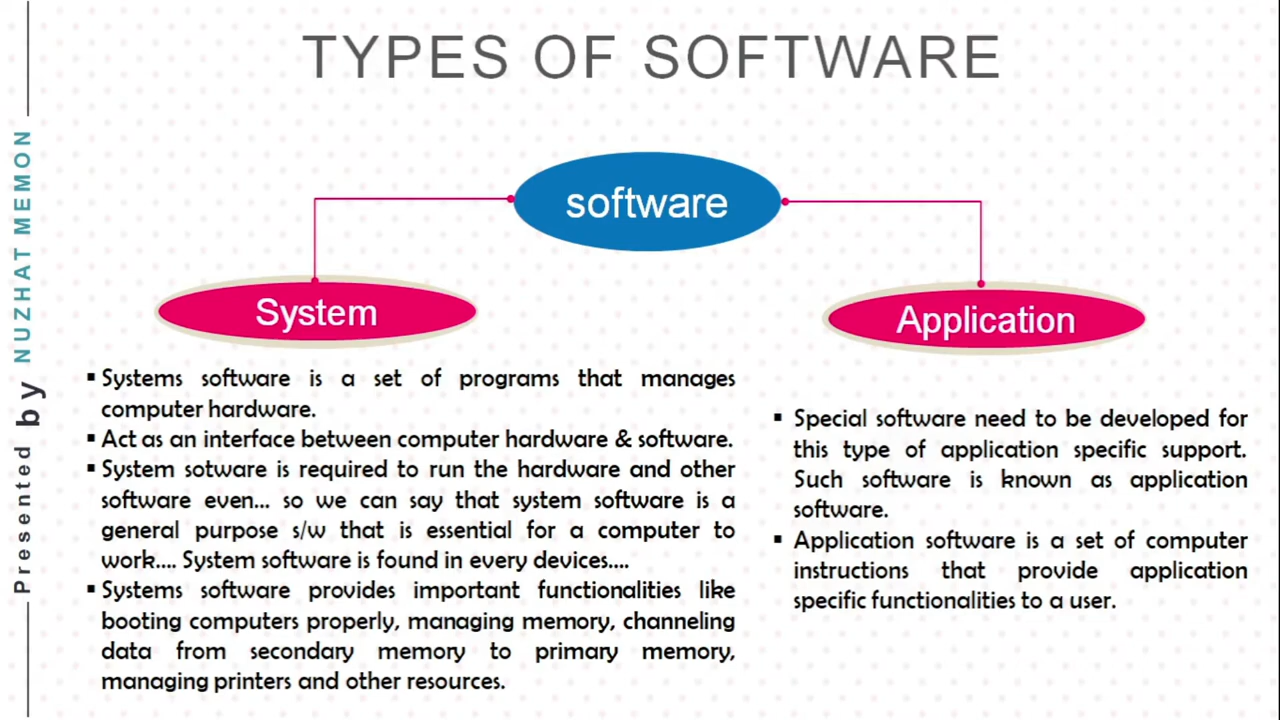 TYPES OF SOFTWARE
software
System
Application
Systems software is a set of programs that manages
computer hardware.
Act as an interface between computer hardware & software.
System sotware is required to run the hardware and other
software even... so we can say that system software is a
general purpose s/w that is essential for a computer to
work.... System software is found in every devices....
Systems software provides important functionalities like
booting computers properly, managing memory, channeling
data from secondary memory to primary memory,
managing printers and other resources.
Special software need to be developed for
this type of application specific support.
Such software is known as application
software.
Application software is a set of computer
instructions that provide application
specific functionalities to a user.
Presented by NUZHAT MEMON